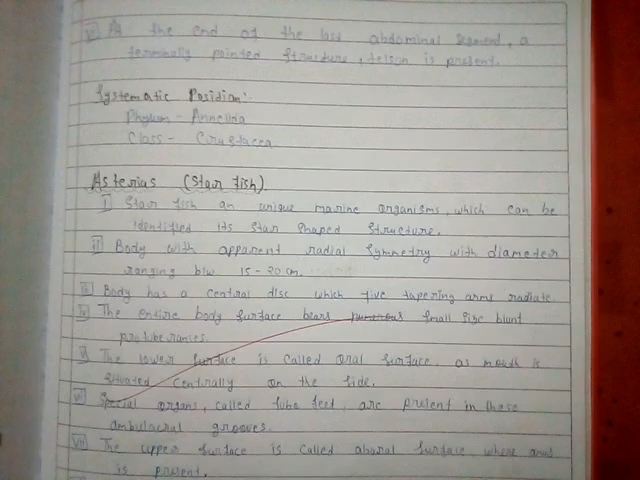 v) At the end of the last abdominal segment, a
terminally pointed structure, telson is present.
Systematic Position:
Phylum - Annelida
Class - Crustacea
Asterias (Star fish)
i) Star fish an unique marine organisms, which can be
identified its star shaped structure.
ii) Body with apparent radial symmetry with diameter
ranging b/w 15-20 cm.
iii) Body has a central disc which five tapering arms radiate
iv) The entire body surface bears numerous small size blunt
protuberances.
v) The lower surface is called oral surface, as mouth is
situated centrally on the side.
vi) Special organs, called tube feet, are present in these
ambulacral grooves.
vii) The upper surface is called aboral surface, where anus
is present.